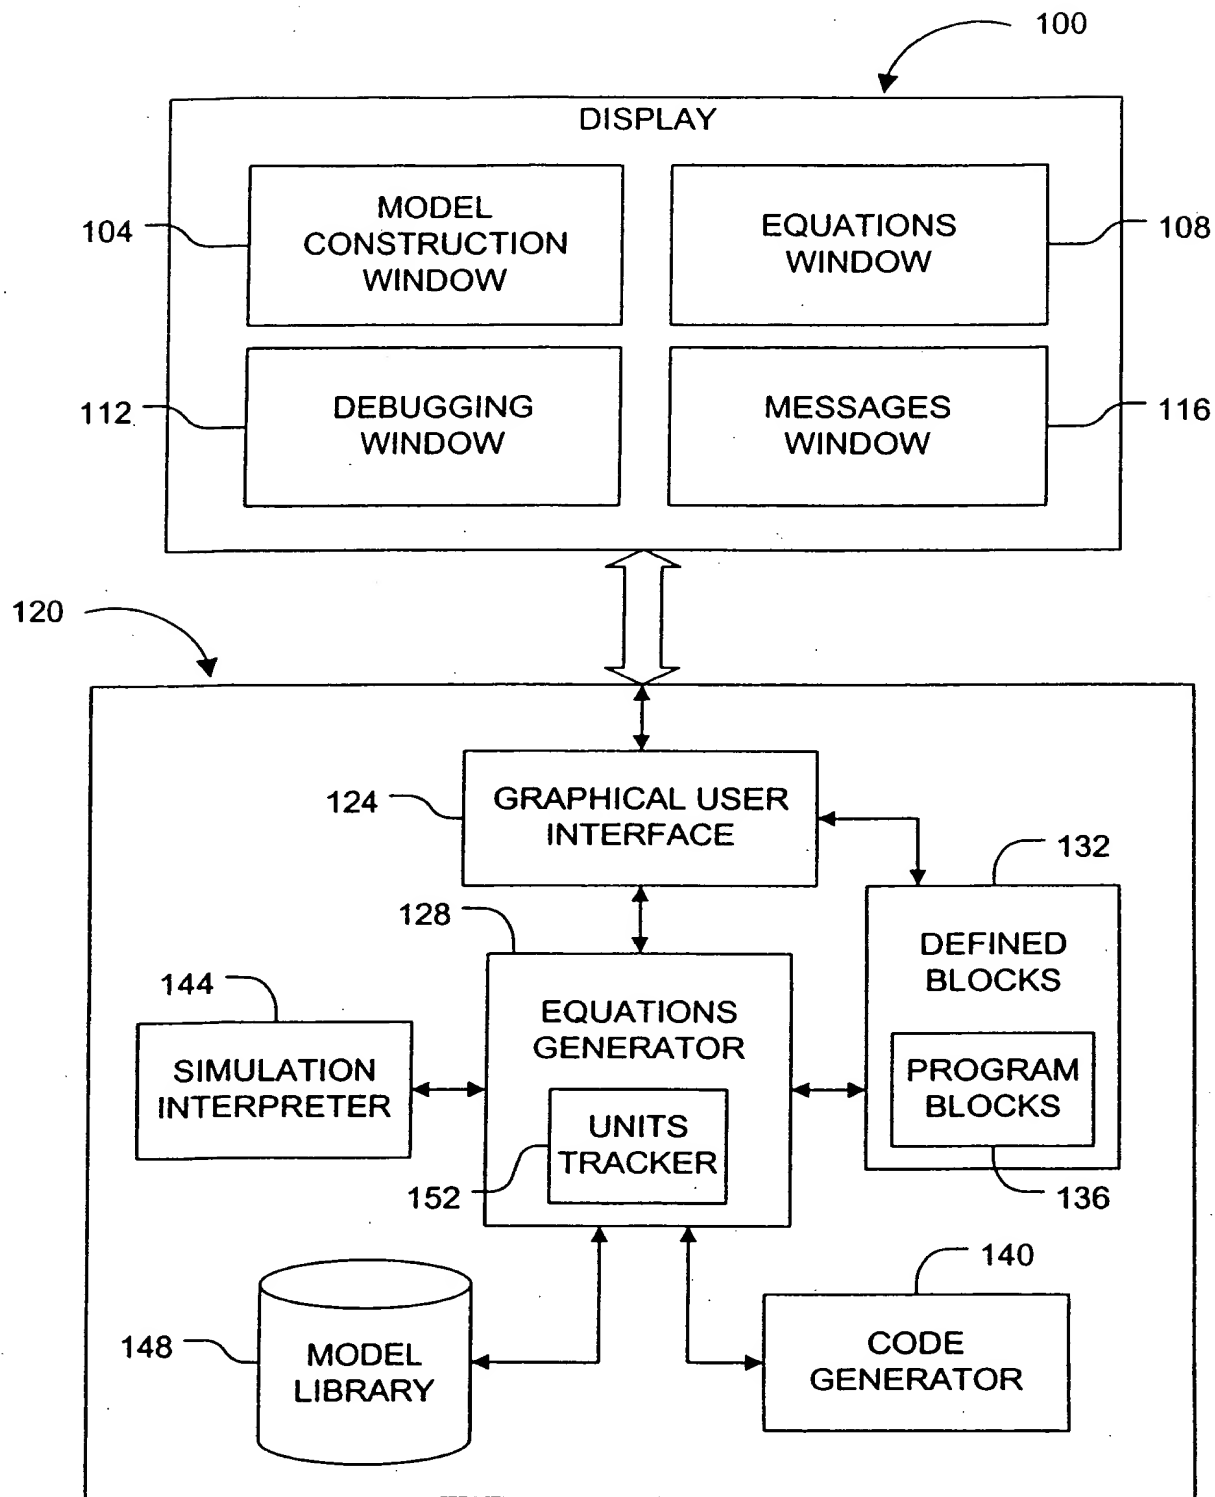 100
DISPLAY
MODEL
CONSTRUCTION
WINDOW
104
EQUATIONS
WINDOW
108
DEBUGGING
WINDOW
112
MESSAGES
WINDOW
116
120
GRAPHICAL USER
INTERFACE
124
132
128
DEFINED
BLOCKS
144
EQUATIONS
GENERATOR
SIMULATION
INTERPRETER
PROGRAM
BLOCKS
UNITS
TRACKER
152
136
140
148
MODEL
LIBRARY
CODE
GENERATOR